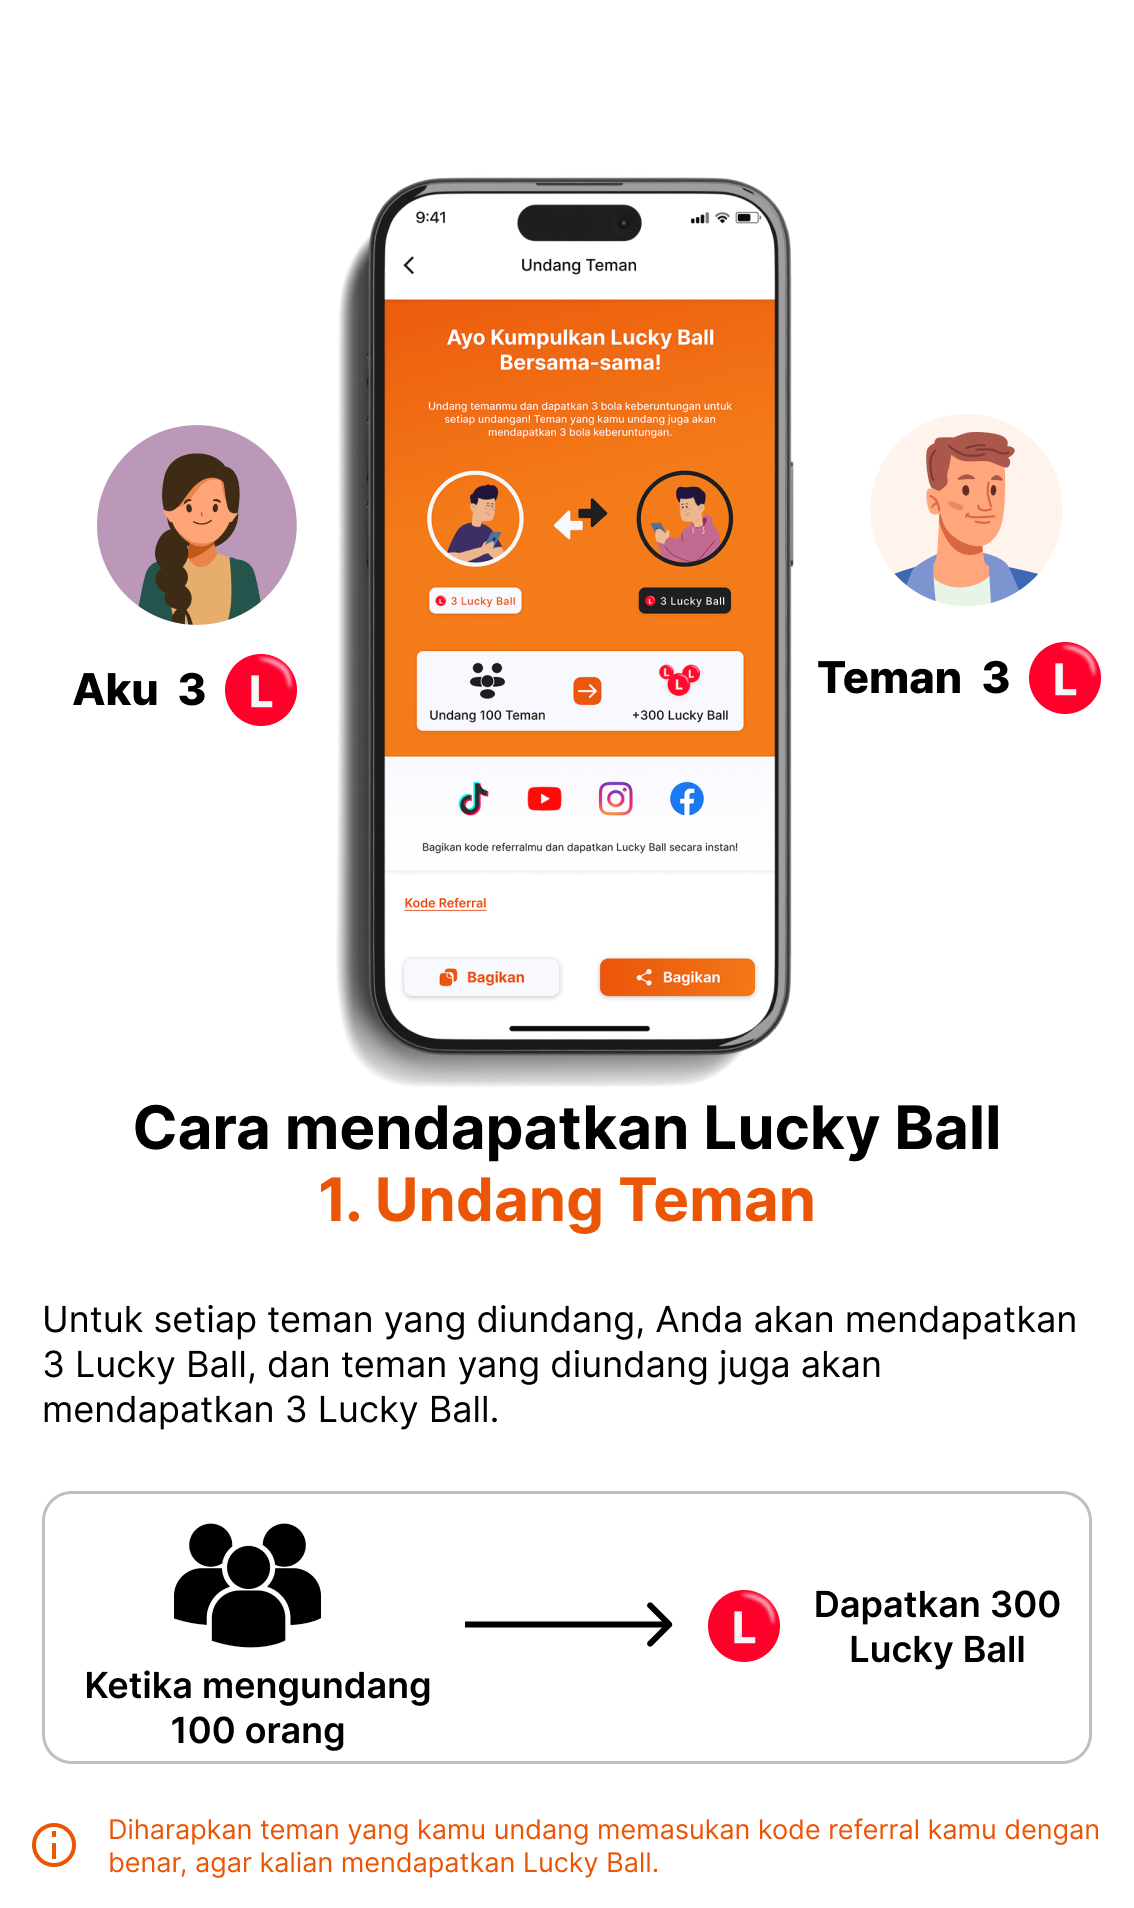 9:41
Undang Teman
Ayo Kumpulkan Lucky Ball
Bersama-sama!
Undang temanmu dan dapatkan 3 bola keberuntungan untuk
setiap undangan! Teman yang kamu undang juga akan
mendapatkan 3 bola keberuntungan.
L 3 Lucky Ball
L 3 Lucky Ball
Aku 3 L
Teman 3 L
L L L
Undang 100 Teman
+300 Lucky Ball
Bagikan kode referralmu dan dapatkan Lucky Ball secara instan!
Kode Referral
Bagikan
Bagikan
Cara mendapatkan Lucky Ball
1. Undang Teman
Untuk setiap teman yang diundang, Anda akan mendapatkan
3 Lucky Ball, dan teman yang diundang juga akan
mendapatkan 3 Lucky Ball.
Ketika mengundang
100 orang
L
Dapatkan 300
Lucky Ball
Diharapkan teman yang kamu undang memasukan kode referral kamu dengan
benar, agar kalian mendapatkan Lucky Ball.